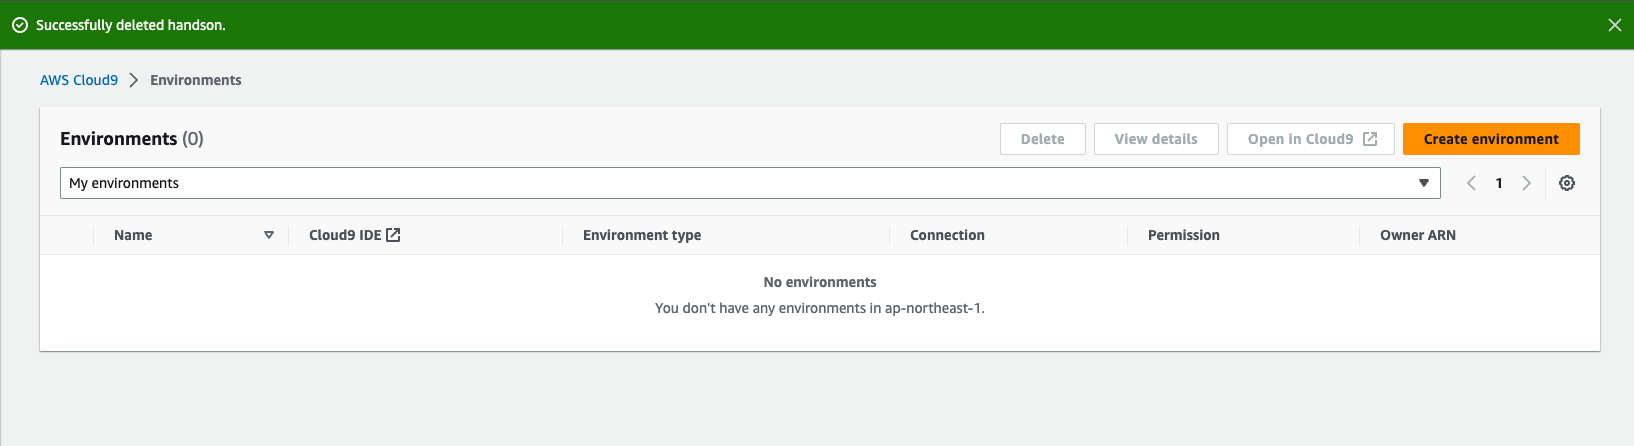 Successfully deleted handson.
AWS Cloud9 > Environments
Environments (0)
Delete
View details
Open in Cloud9
Create environment
My environments
1
Name
Cloud9 IDE
Environment type
Connection
Permission
Owner ARN
No environments
You don't have any environments in ap-northeast-1.